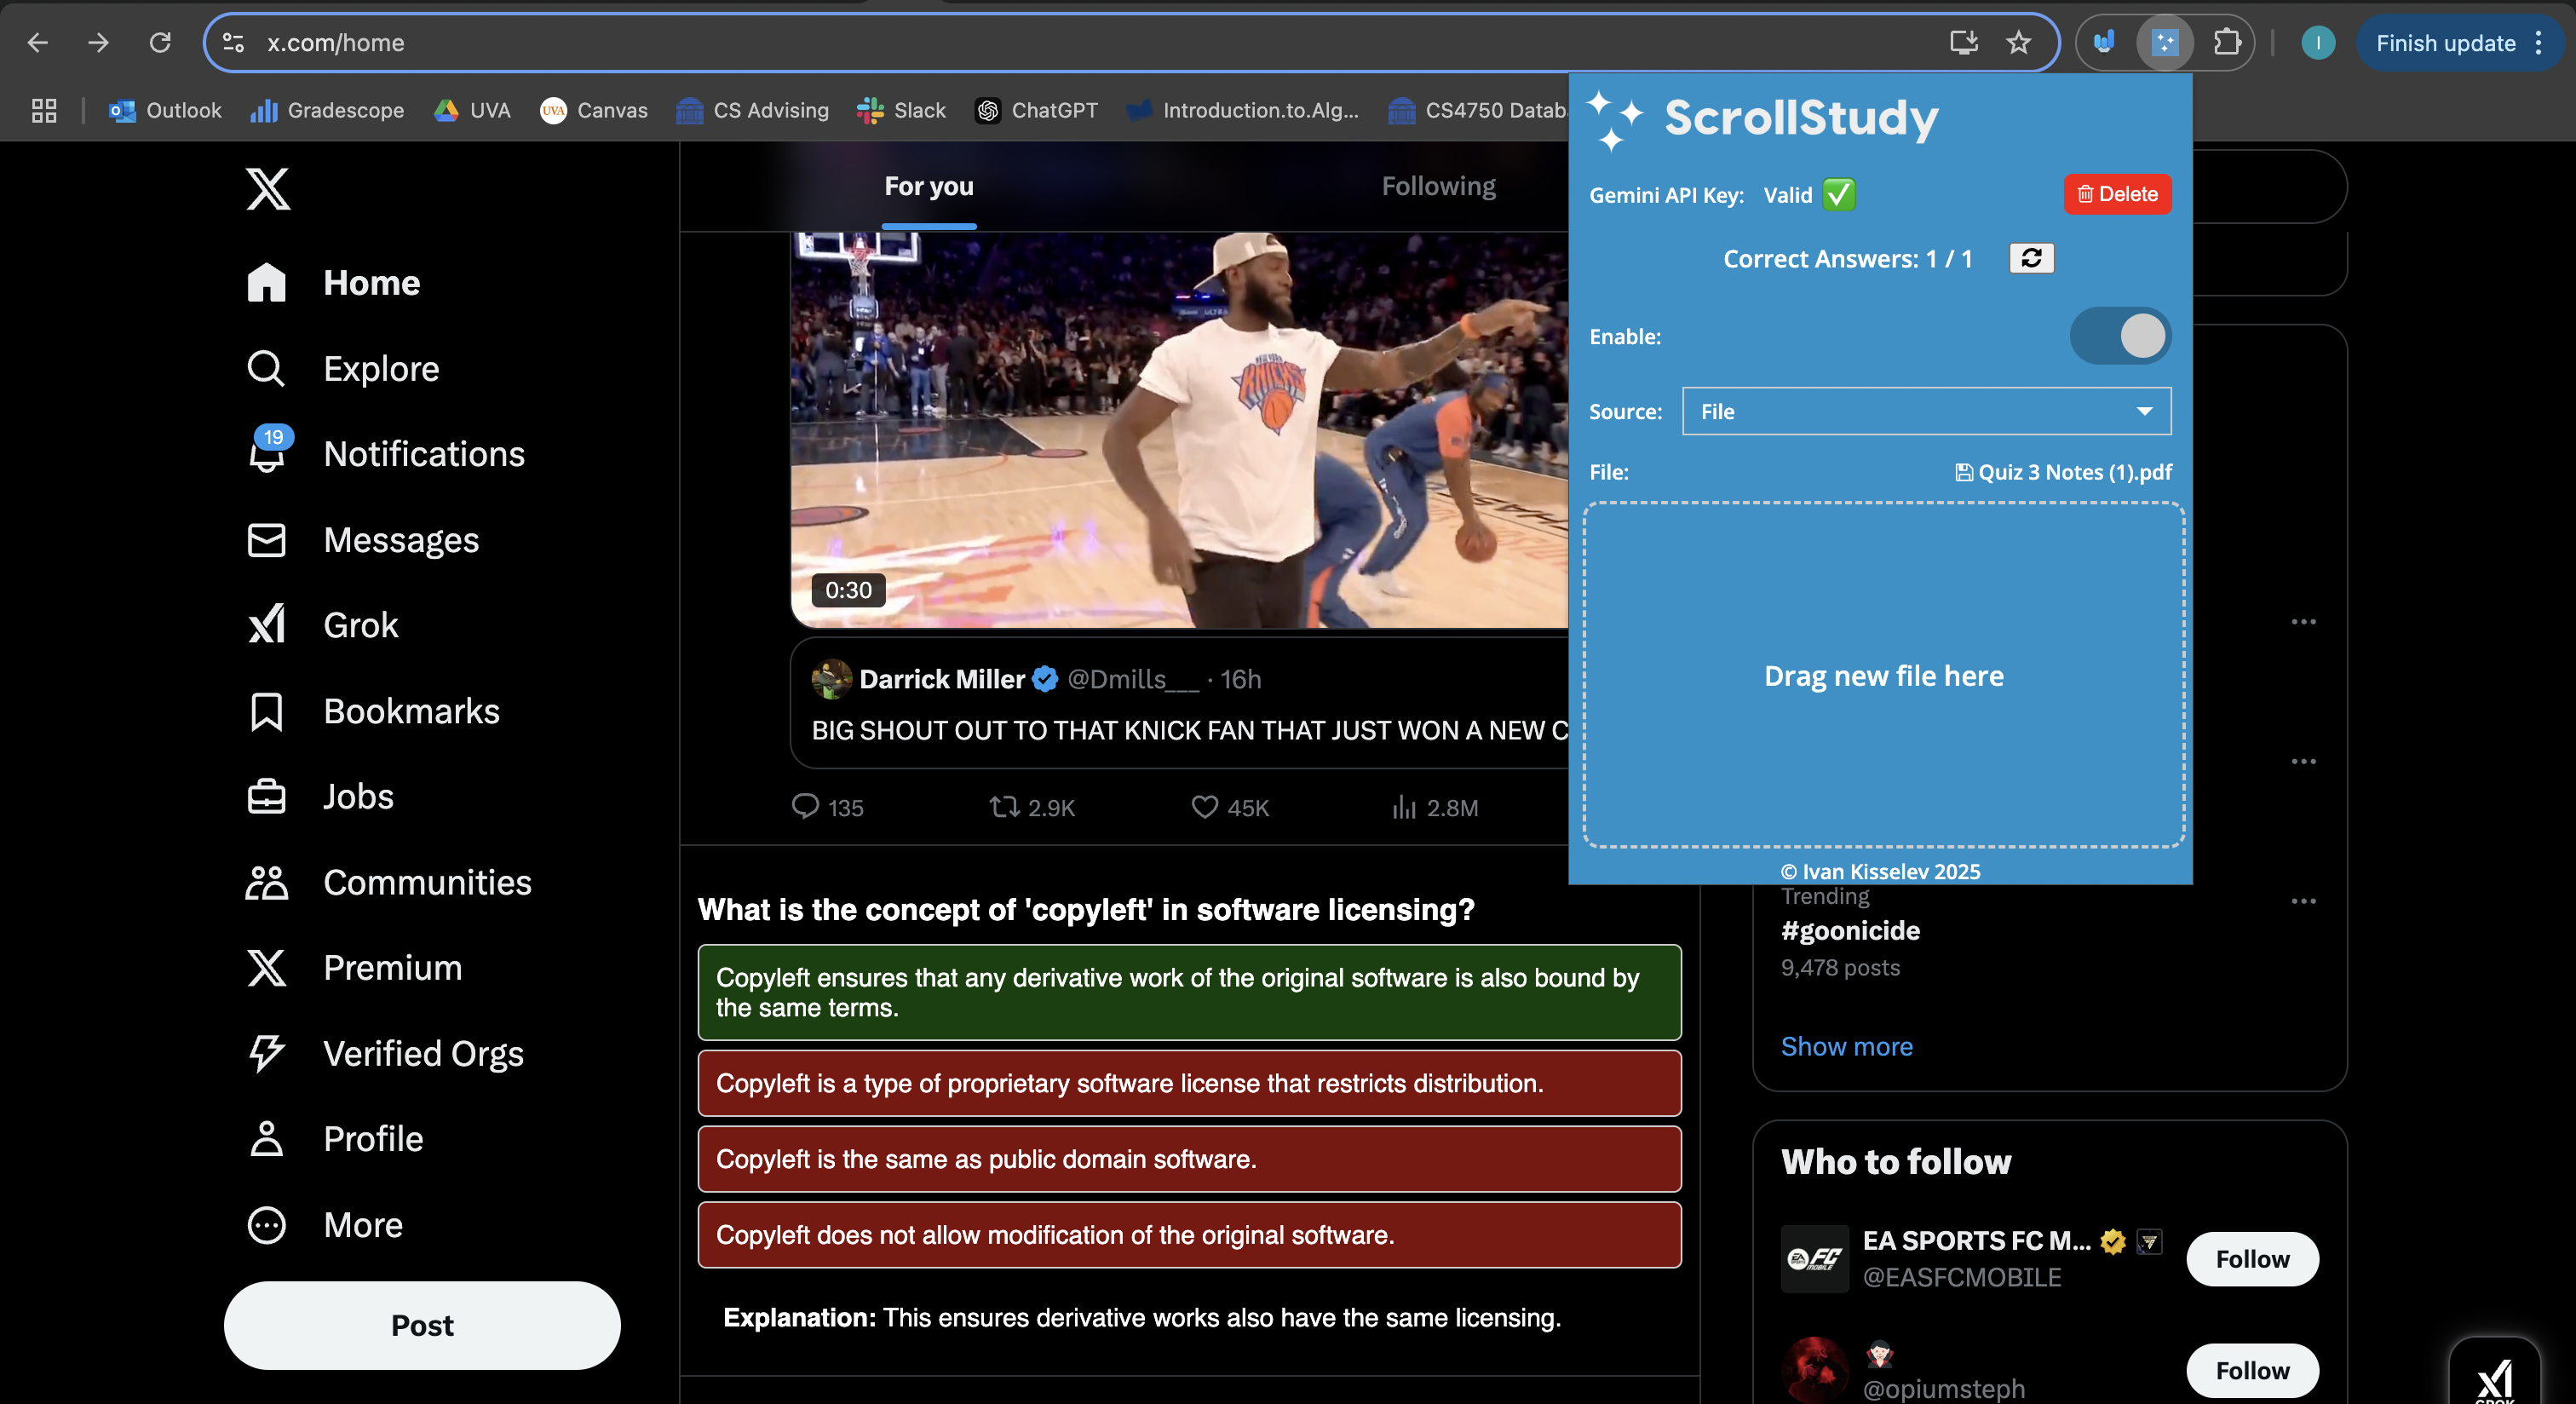 x.com/home
Finish update
Outlook
Gradescope
UVA
Canvas
CS Advising
Slack
ChatGPT
Introduction.to.Alg...
CS4750 Datab
ScrollStudy
Gemini API Key: Valid
Delete
Correct Answers: 1 / 1
Enable:
Source: File
File: Quiz 3 Notes (1).pdf
Drag new file here
© Ivan Kisselev 2025
Home
Explore
19
Notifications
Messages
Grok
Bookmarks
Jobs
Communities
Premium
Verified Orgs
Profile
More
Post
For you
Following
KNICKS
0:30
Darrick Miller @Dmills___ · 16h
BIG SHOUT OUT TO THAT KNICK FAN THAT JUST WON A NEW C
135
2.9K
45K
2.8M
What is the concept of 'copyleft' in software licensing?
Copyleft ensures that any derivative work of the original software is also bound by
the same terms.
Copyleft is a type of proprietary software license that restricts distribution.
Copyleft is the same as public domain software.
Copyleft does not allow modification of the original software.
Explanation: This ensures derivative works also have the same licensing.
Trending
#goonicide
9,478 posts
Show more
Who to follow
EA SPORTS FC M...
@EASFCMOBILE
Follow
@opiumsteph
Follow